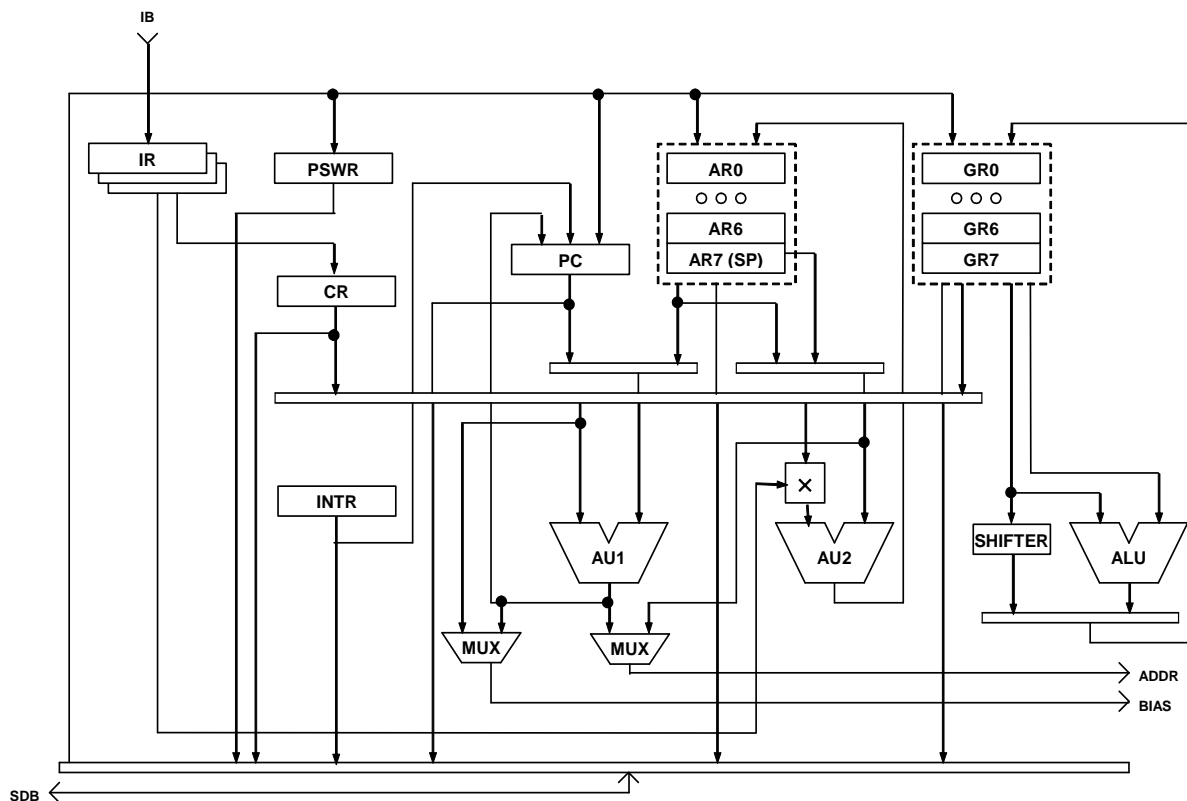 IB
IR
PSWR
AR0
GR0
AR6
GR6
PC
AR7 (SP)
GR7
CR
×
INTR
SHIFTER
AU1
AU2
ALU
MUX
MUX
ADDR
BIAS
SDB